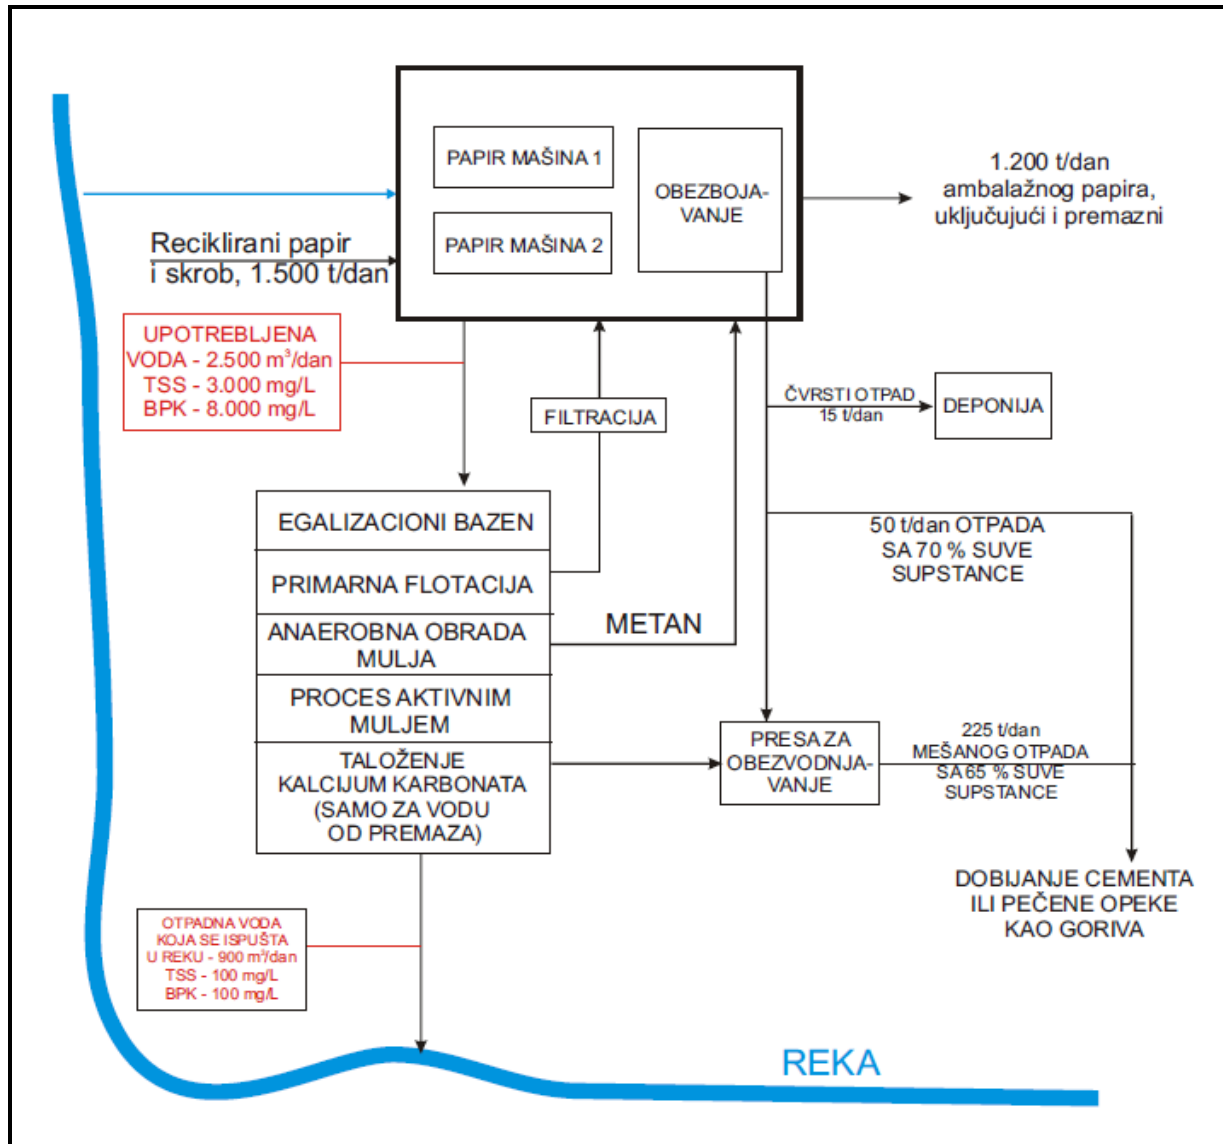 PAPIR MAŠINA 1
PAPIR MAŠINA 2
OBEZBOJA-
VANJE
1.200 t/dan
ambalažnog papira,
uključujući i premazni
Reciklirani papir
i skrob, 1.500 t/dan
UPOTREBLJENA
VODA - 2.500 m³/dan
TSS - 3.000 mg/L
BPK - 8.000 mg/L
FILTRACIJA
ČVRSTI OTPAD
15 t/dan
DEPONIJA
EGALIZACIONI BAZEN
PRIMARNA FLOTACIJA
ANAEROBNA OBRADA
MULJA
PROCES AKTIVNIM
MULJEM
TALOŽENJE
KALCIJUM KARBONATA
(SAMO ZA VODU
OD PREMAZA)
METAN
50 t/dan OTPADA
SA 70 % SUVE
SUPSTANCE
PRESA ZA
OBEZVODNJA-
VANJE
225 t/dan
MEŠANOG OTPADA
SA 65 % SUVE
SUPSTANCE
DOBIJANJE CEMENTA
ILI PEČENE OPEKE
KAO GORIVA
OTPADNA VODA
KOJA SE ISPUŠTA
U REKU - 900 m³/dan
TSS - 100 mg/L
BPK - 100 mg/L
REKA